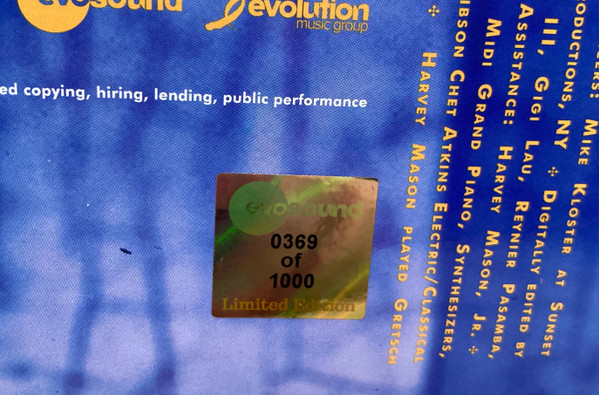 evosound
evolution
music group
ed copying, hiring, lending, public performance
evosound
0369
of
1000
Limited Edition
Mike Kloster at Sunset
oductions, NY ✣ Digitally edited by
III, Gigi Lau, Reynier Pasamba,
Assistance: Harvey Mason, Jr. ✣
Midi Grand Piano, Synthesizers,
ibson Chet Atkins Electric/Classical,
✣ Harvey Mason played Gretsch